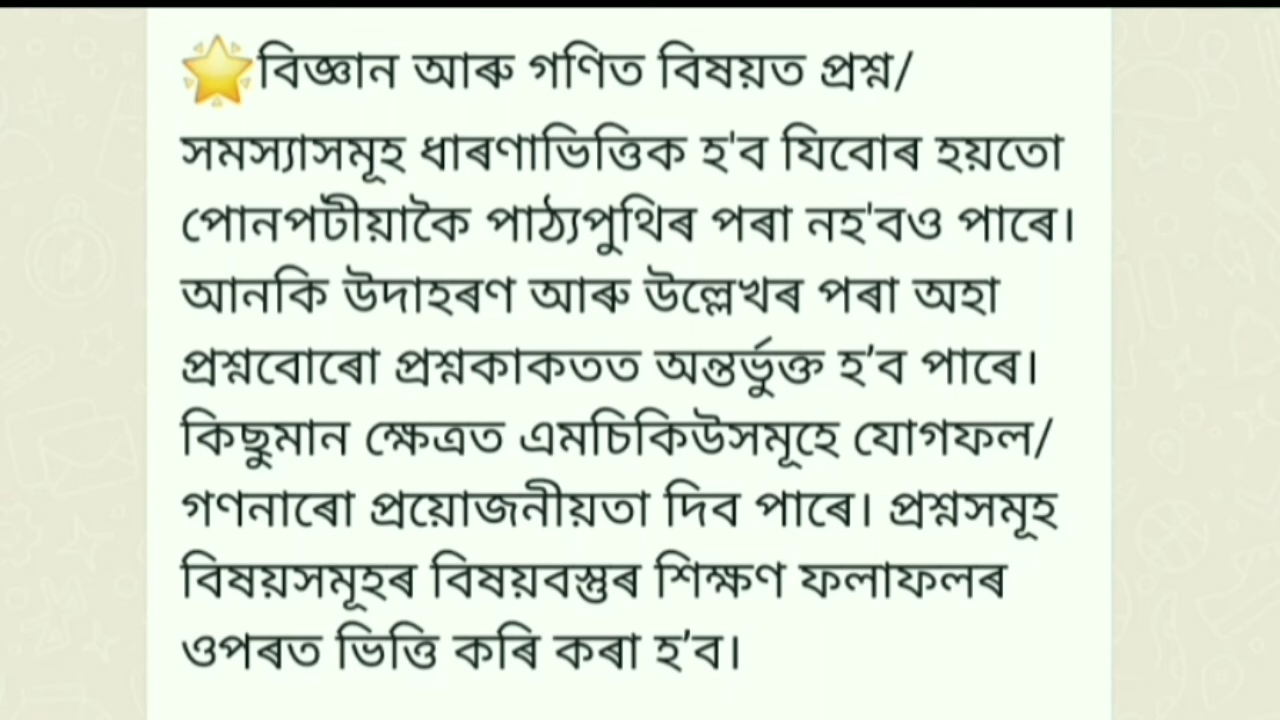 🌟বিজ্ঞান আৰু গণিত বিষয়ত প্ৰশ্ন/
সমস্যাসমূহ ধাৰণাভিত্তিক হ'ব যিবোৰ হয়তো
পোনপটীয়াকৈ পাঠ্যপুথিৰ পৰা নহ'বও পাৰে।
আনকি উদাহৰণ আৰু উল্লেখৰ পৰা অহা
প্ৰশ্নবোৰো প্ৰশ্নকাকতত অন্তৰ্ভুক্ত হ’ব পাৰে।
কিছুমান ক্ষেত্ৰত এমচিকিউসমূহে যোগফল/
গণনাৰো প্ৰয়োজনীয়তা দিব পাৰে। প্ৰশ্নসমূহ
বিষয়সমূহৰ বিষয়বস্তুৰ শিক্ষণ ফলাফলৰ
ওপৰত ভিত্তি কৰি কৰা হ’ব।